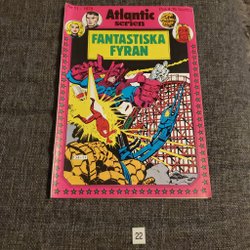 Atlantic
serien
FANTASTISKA
FYRAN
22